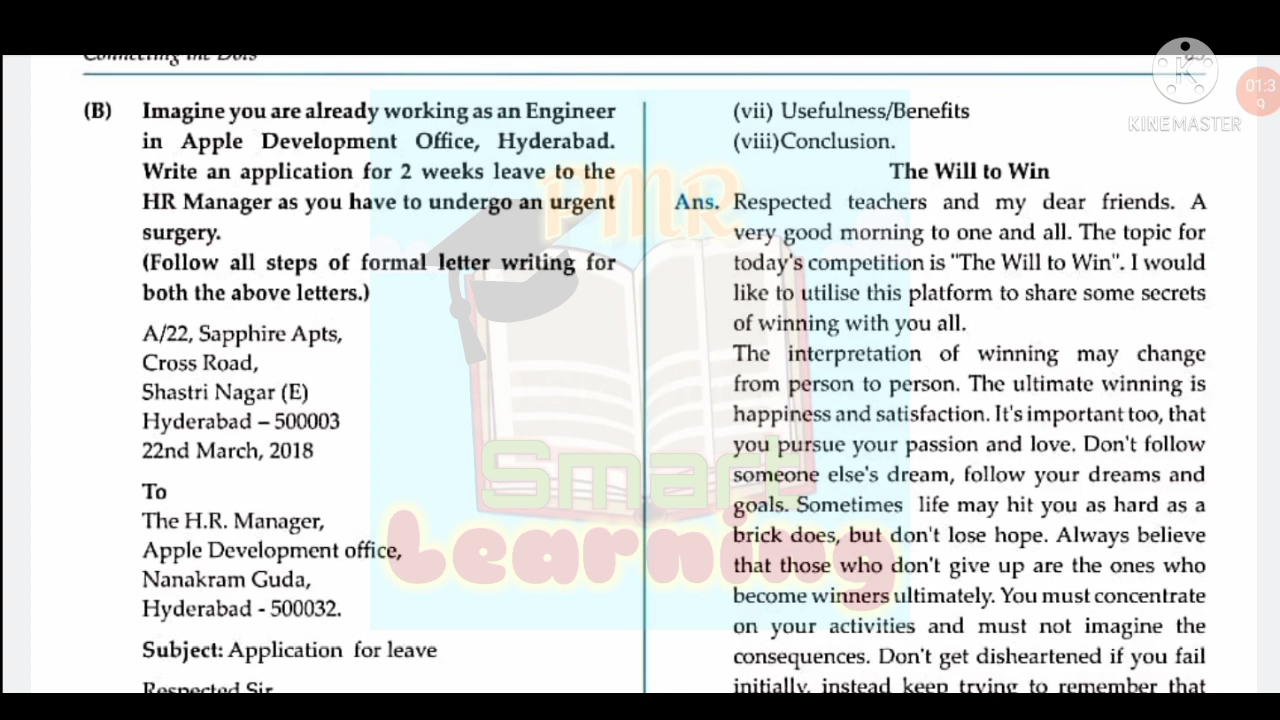 Connecting the Dots
(B) Imagine you are already working as an Engineer
in Apple Development Office, Hyderabad.
Write an application for 2 weeks leave to the
HR Manager as you have to undergo an urgent
surgery.
(Follow all steps of formal letter writing for
both the above letters.)
A/22, Sapphire Apts,
Cross Road,
Shastri Nagar (E)
Hyderabad – 500003
22nd March, 2018
To
The H.R. Manager,
Apple Development office,
Nanakram Guda,
Hyderabad - 500032.
Subject: Application for leave
Respected Sir
(vii) Usefulness/Benefits
(viii)Conclusion.
The Will to Win
Ans. Respected teachers and my dear friends. A
very good morning to one and all. The topic for
today's competition is "The Will to Win". I would
like to utilise this platform to share some secrets
of winning with you all.
The interpretation of winning may change
from person to person. The ultimate winning is
happiness and satisfaction. It's important too, that
you pursue your passion and love. Don't follow
someone else's dream, follow your dreams and
goals. Sometimes life may hit you as hard as a
brick does, but don't lose hope. Always believe
that those who don't give up are the ones who
become winners ultimately. You must concentrate
on your activities and must not imagine the
consequences. Don't get disheartened if you fail
initially, instead keep trying to remember that
PMR
Smart
Learning
K
KINEMASTER
01:3
9